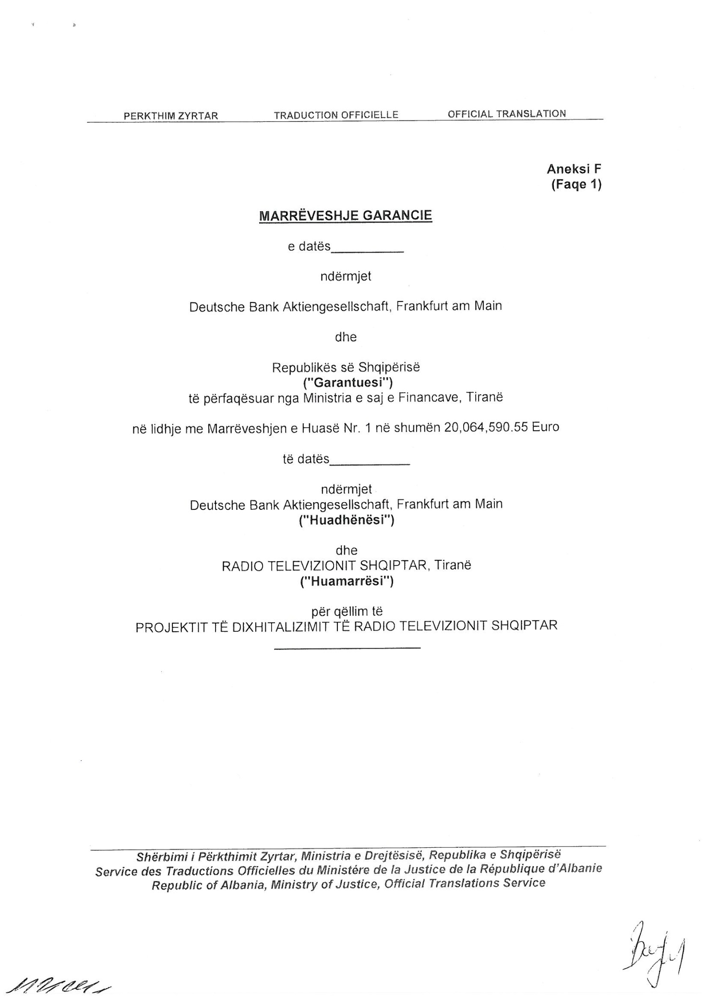 PERKTHIM ZYRTAR TRADUCTION OFFICIELLE OFFICIAL TRANSLATION
Aneksi F
(Faqe 1)
MARRËVESHJE GARANCIE
e datës__________
ndërmjet
Deutsche Bank Aktiengesellschaft, Frankfurt am Main
dhe
Republikës së Shqipërisë
("Garantuesi")
të përfaqësuar nga Ministria e saj e Financave, Tiranë
në lidhje me Marrëveshjen e Huasë Nr. 1 në shumën 20,064,590.55 Euro
të datës___________
ndërmjet
Deutsche Bank Aktiengesellschaft, Frankfurt am Main
("Huadhënësi")
dhe
RADIO TELEVIZIONIT SHQIPTAR, Tiranë
("Huamarrësi")
për qëllim të
PROJEKTIT TË DIXHITALIZIMIT TË RADIO TELEVIZIONIT SHQIPTAR
Shërbimi i Përkthimit Zyrtar, Ministria e Drejtësisë, Republika e Shqipërisë
Service des Traductions Officielles du Ministére de la Justice de la République d'Albanie
Republic of Albania, Ministry of Justice, Official Translations Service